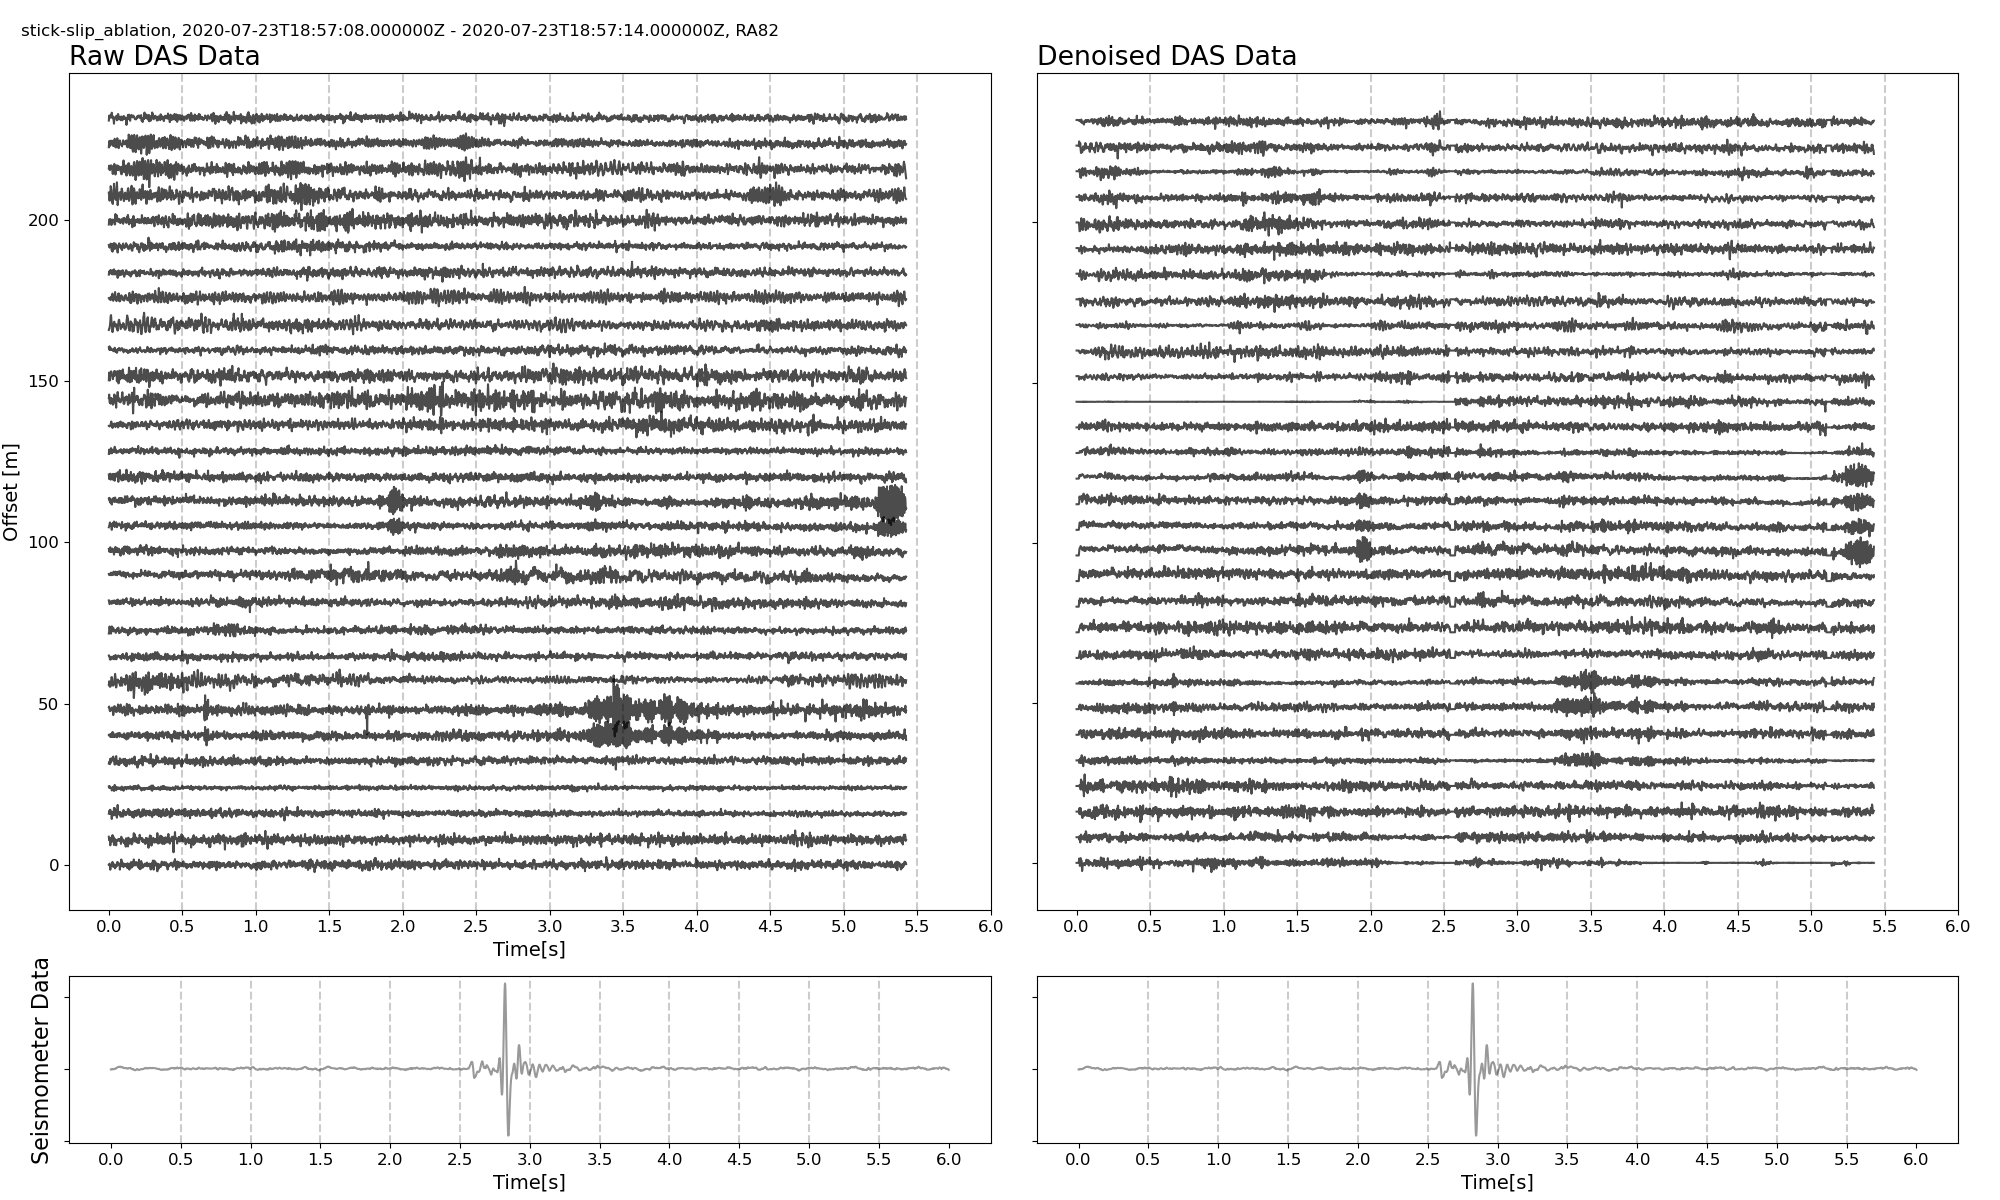 stick-slip_ablation, 2020-07-23T18:57:08.000000Z - 2020-07-23T18:57:14.000000Z, RA82
Raw DAS Data
Denoised DAS Data
Offset [m]
200
150
100
50
0
0.0 0.5 1.0 1.5 2.0 2.5 3.0 3.5 4.0 4.5 5.0 5.5 6.0
Time[s]
0.0 0.5 1.0 1.5 2.0 2.5 3.0 3.5 4.0 4.5 5.0 5.5 6.0
Seismometer Data
0.0 0.5 1.0 1.5 2.0 2.5 3.0 3.5 4.0 4.5 5.0 5.5 6.0
Time[s]
0.0 0.5 1.0 1.5 2.0 2.5 3.0 3.5 4.0 4.5 5.0 5.5 6.0
Time[s]